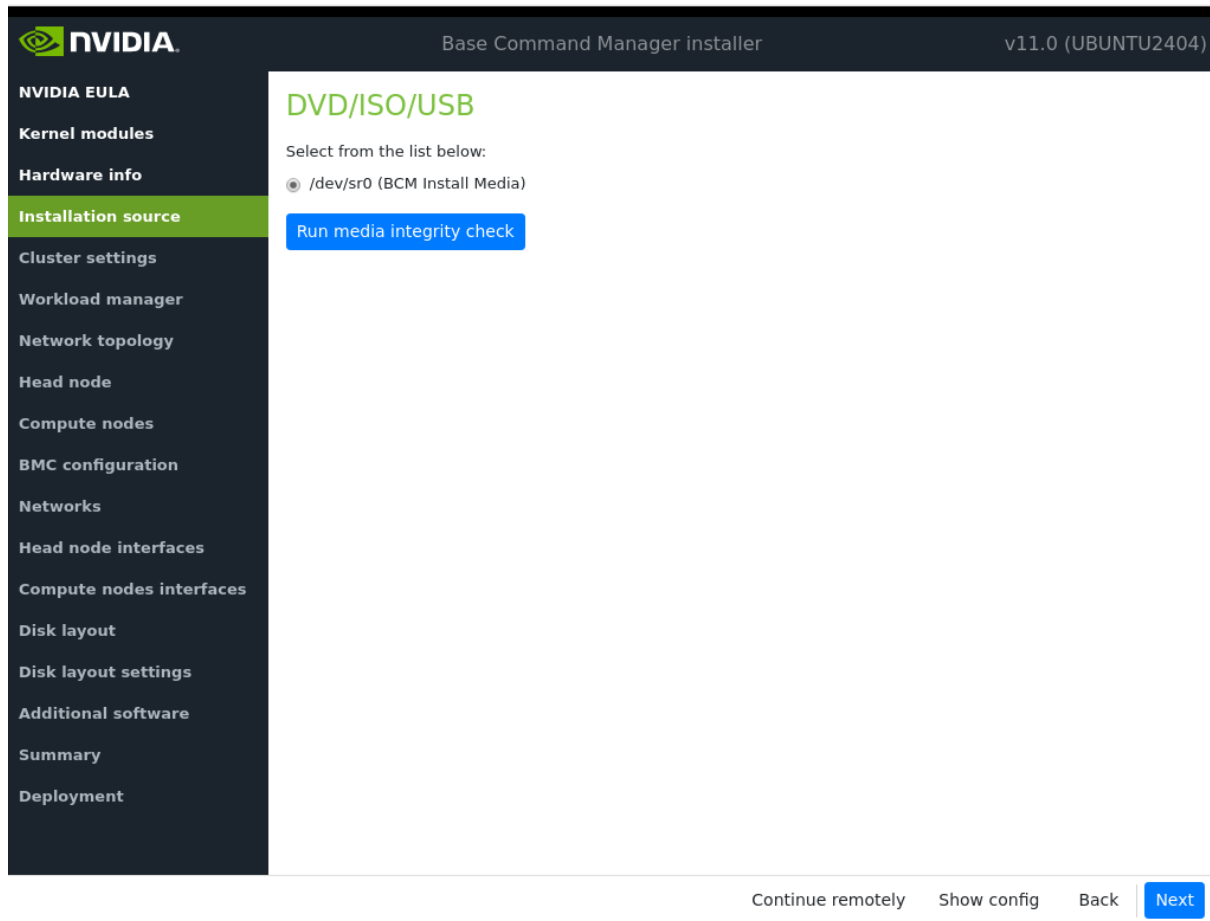 NVIDIA.
Base Command Manager installer
v11.0 (UBUNTU2404)
NVIDIA EULA
Kernel modules
Hardware info
Installation source
Cluster settings
Workload manager
Network topology
Head node
Compute nodes
BMC configuration
Networks
Head node interfaces
Compute nodes interfaces
Disk layout
Disk layout settings
Additional software
Summary
Deployment
DVD/ISO/USB
Select from the list below:
/dev/sr0 (BCM Install Media)
Run media integrity check
Continue remotely
Show config
Back
Next